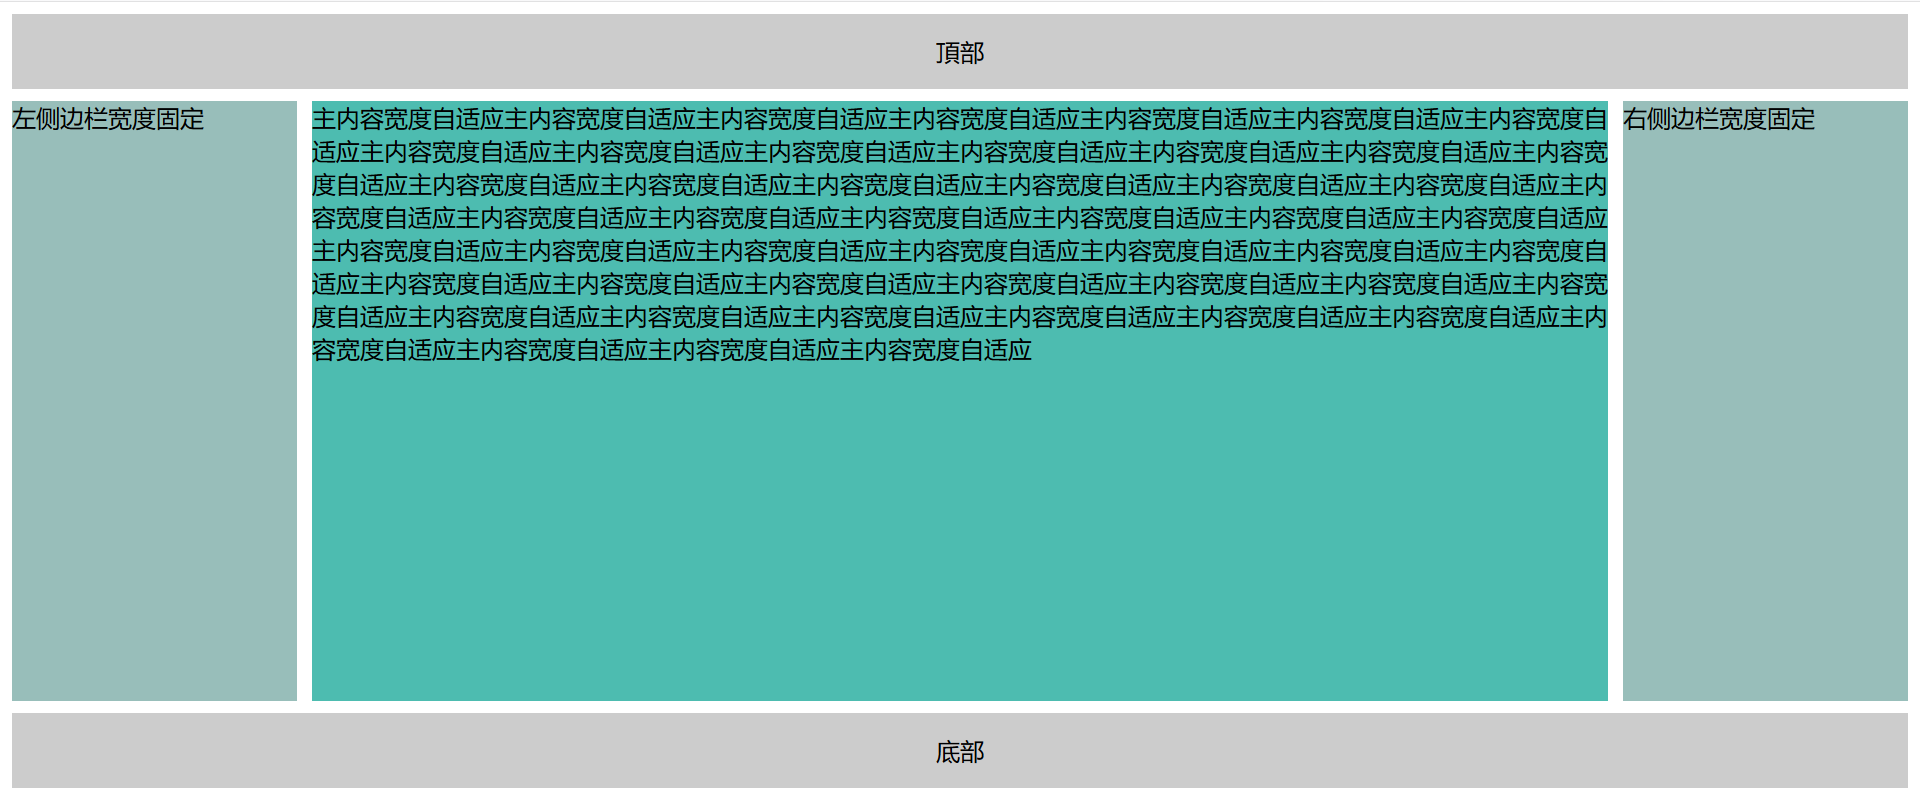 頂部
左侧边栏宽度固定
主内容宽度自适应主内容宽度自适应主内容宽度自适应主内容宽度自适应主内容宽度自适应主内容宽度自适应主内容宽度自
适应主内容宽度自适应主内容宽度自适应主内容宽度自适应主内容宽度自适应主内容宽度自适应主内容宽度自适应主内容宽
度自适应主内容宽度自适应主内容宽度自适应主内容宽度自适应主内容宽度自适应主内容宽度自适应主内容宽度自适应主内
容宽度自适应主内容宽度自适应主内容宽度自适应主内容宽度自适应主内容宽度自适应主内容宽度自适应主内容宽度自适应
主内容宽度自适应主内容宽度自适应主内容宽度自适应主内容宽度自适应主内容宽度自适应主内容宽度自适应主内容宽度自
适应主内容宽度自适应主内容宽度自适应主内容宽度自适应主内容宽度自适应主内容宽度自适应主内容宽度自适应主内容宽
度自适应主内容宽度自适应主内容宽度自适应主内容宽度自适应主内容宽度自适应主内容宽度自适应主内容宽度自适应主内
容宽度自适应主内容宽度自适应主内容宽度自适应主内容宽度自适应
右侧边栏宽度固定
底部